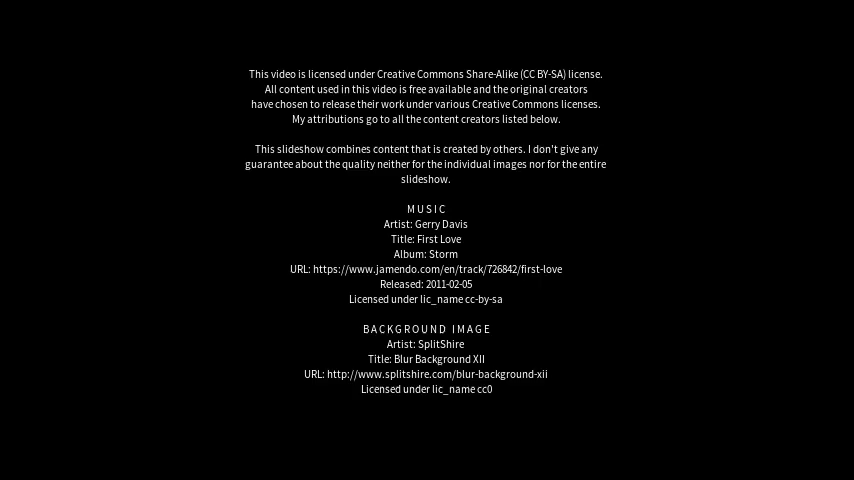 This video is licensed under Creative Commons Share-Alike (CC BY-SA) license.
All content used in this video is free available and the original creators
have chosen to release their work under various Creative Commons licenses.
My attributions go to all the content creators listed below.
This slideshow combines content that is created by others. I don't give any
guarantee about the quality neither for the individual images nor for the entire
slideshow.
MUSIC
Artist: Gerry Davis
Title: First Love
Album: Storm
URL: https://www.jamendo.com/en/track/726842/first-love
Released: 2011-02-05
Licensed under lic_name cc-by-sa
BACKGROUND IMAGE
Artist: SplitShire
Title: Blur Background XII
URL: http://www.splitshire.com/blur-background-xii
Licensed under lic_name cc0